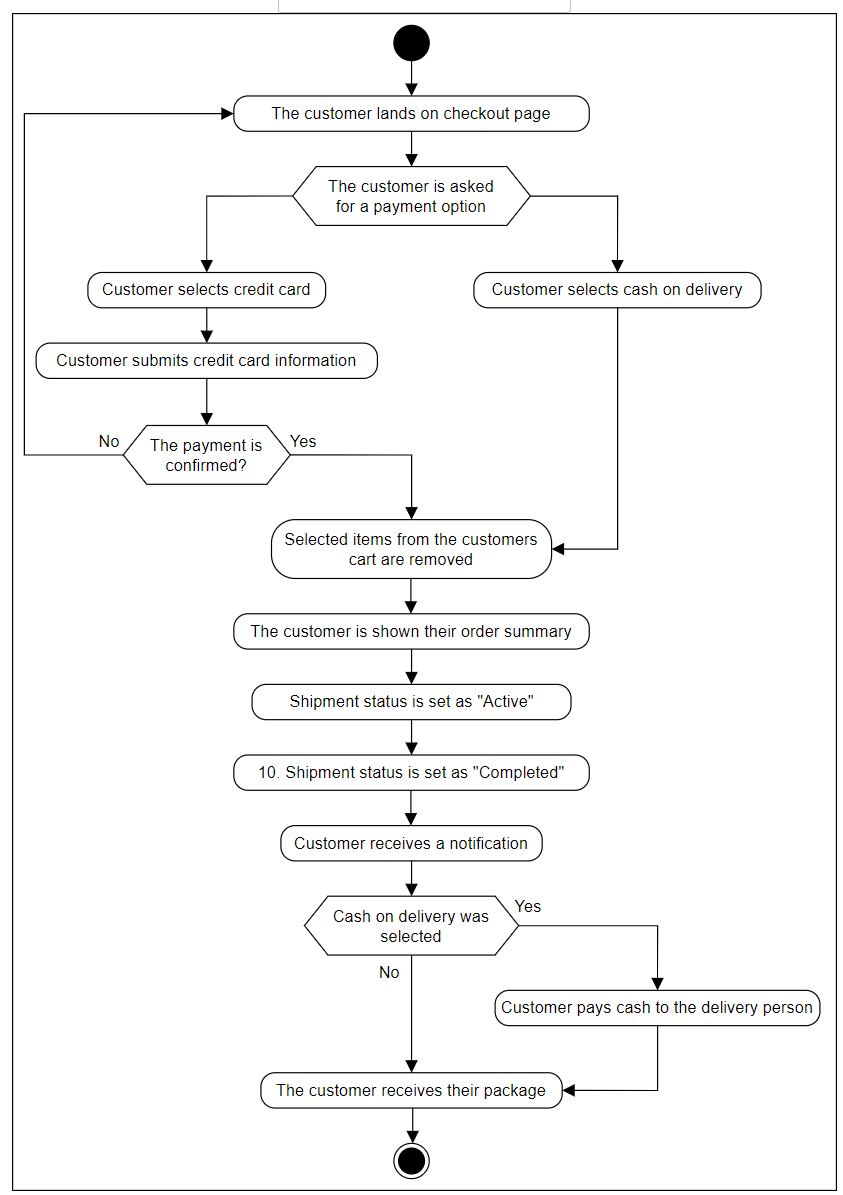 The customer lands on checkout page
The customer is asked
for a payment option
Customer selects credit card
Customer selects cash on delivery
Customer submits credit card information
No
The payment is
confirmed?
Yes
Selected items from the customers
cart are removed
The customer is shown their order summary
Shipment status is set as "Active"
10. Shipment status is set as "Completed"
Customer receives a notification
Cash on delivery was
selected
Yes
No
Customer pays cash to the delivery person
The customer receives their package